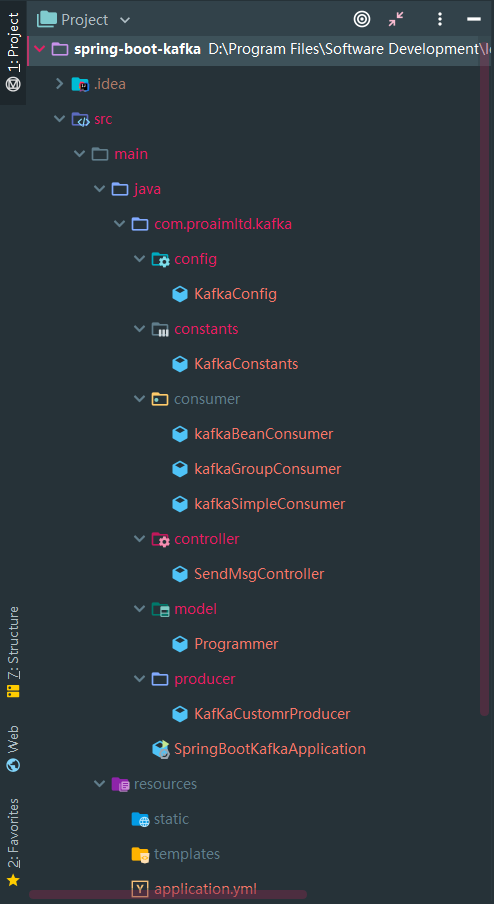 Project
spring-boot-kafka D:\Program Files\Software Development\
.idea
src
main
java
com.proaimltd.kafka
config
KafkaConfig
constants
KafkaConstants
consumer
kafkaBeanConsumer
kafkaGroupConsumer
kafkaSimpleConsumer
controller
SendMsgController
model
Programmer
producer
KafKaCustomrProducer
SpringBootKafkaApplication
resources
static
templates
application.yml
1: Project
7: Structure
Web
2: Favorites